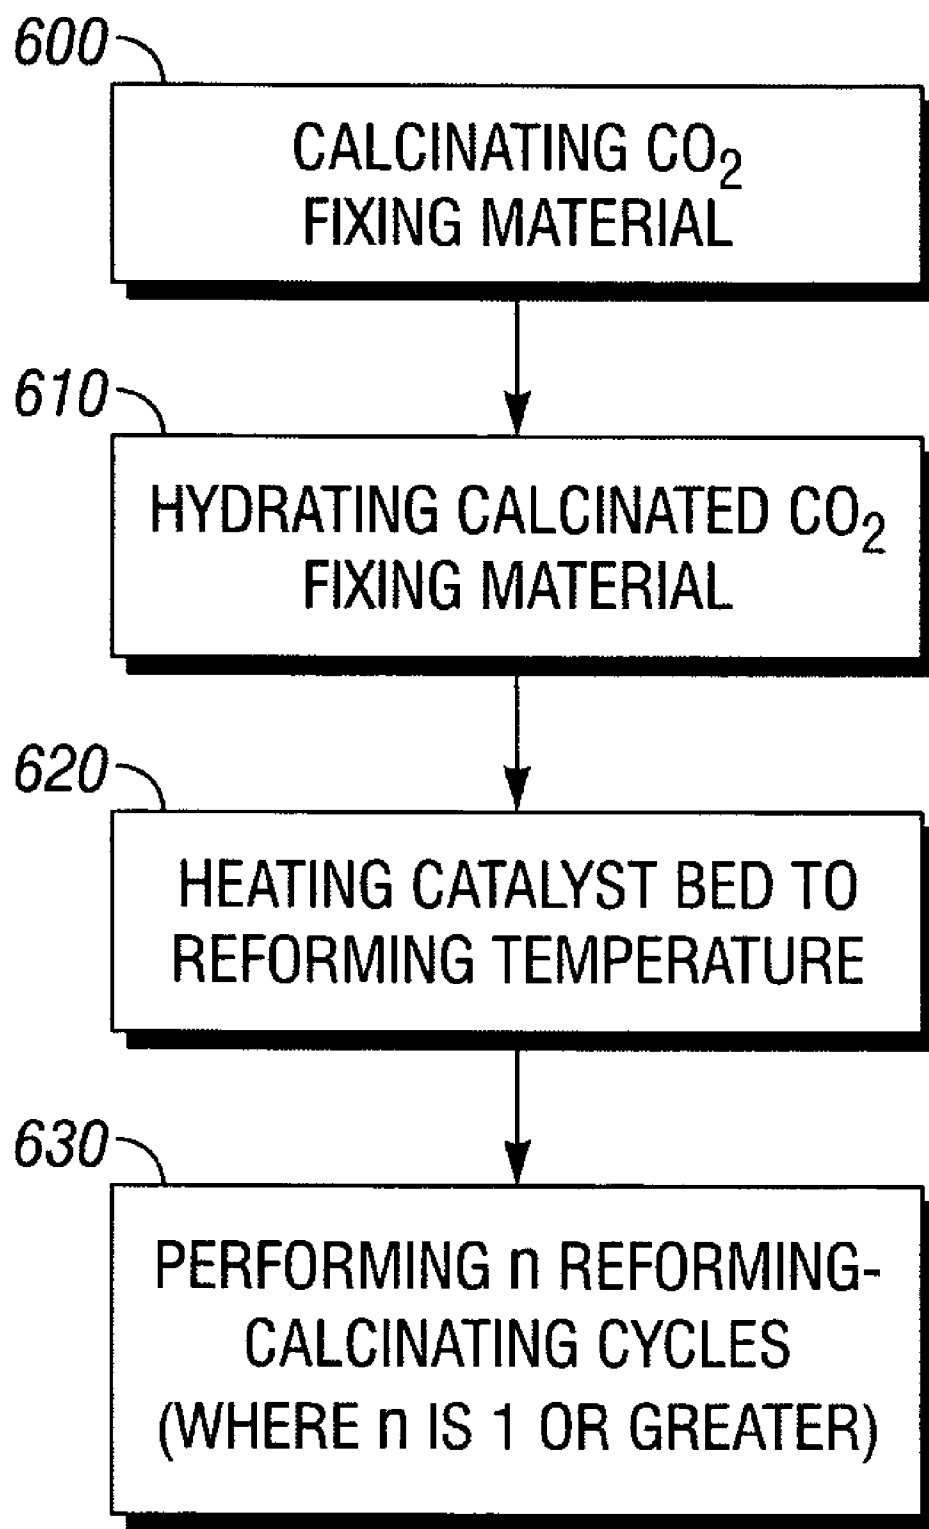 600
CALCINATING CO₂
FIXING MATERIAL
610
HYDRATING CALCINATED CO₂
FIXING MATERIAL
620
HEATING CATALYST BED TO
REFORMING TEMPERATURE
630
PERFORMING n REFORMING-
CALCINATING CYCLES
(WHERE n IS 1 OR GREATER)